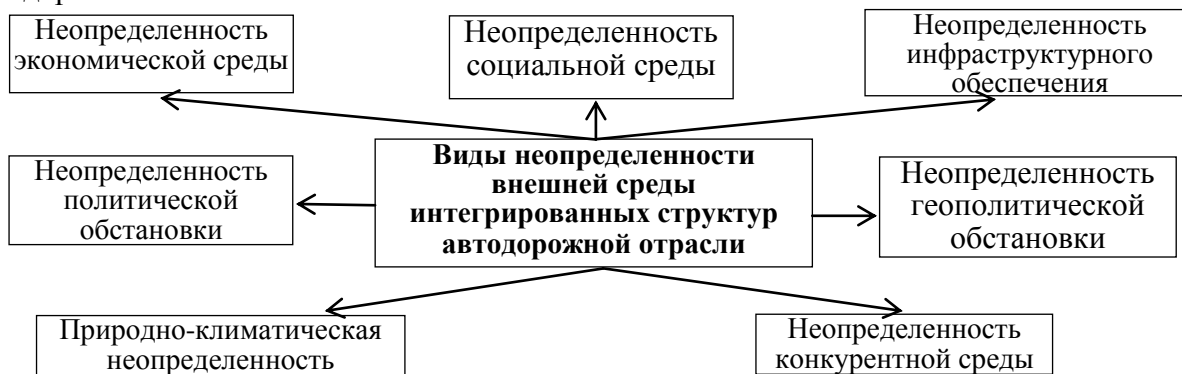 Неопределенность
экономической среды
Неопределенность
социальной среды
Неопределенность
инфраструктурного
обеспечения
Неопределенность
политической
обстановки
Виды неопределенности
внешней среды
интегрированных структур
автодорожной отрасли
Неопределенность
геополитической
обстановки
Природно-климатическая
неопределенность
Неопределенность
конкурентной среды